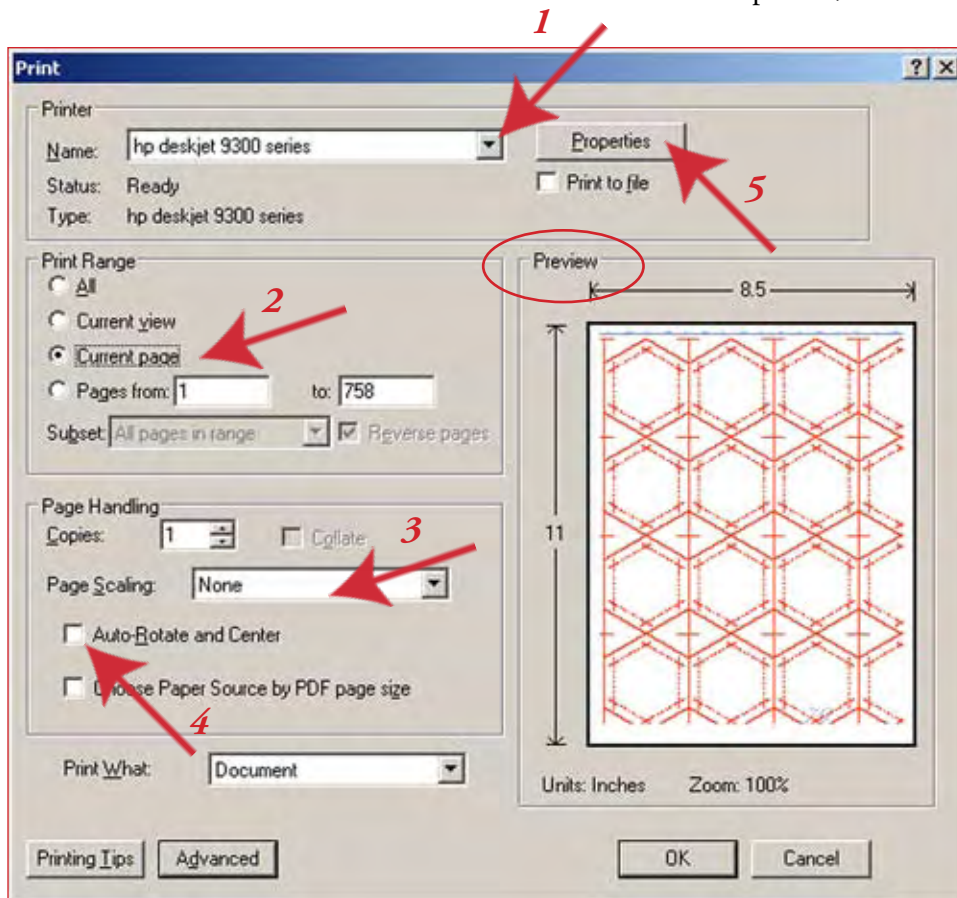 1
Print
Printer
Name: hp deskjet 9300 series
Properties
Status: Ready
Print to file
5
Type: hp deskjet 9300 series
Print Range
All
2
Current view
Current page
Pages from: 1 to: 758
Subset: All pages in range Reverse pages
Preview
8.5
11
Units: Inches Zoom: 100%
Page Handling
Copies: 1 Collate
3
Page Scaling: None
Auto-Rotate and Center
Choose Paper Source by PDF page size
4
Print What: Document
Printing Tips Advanced OK Cancel